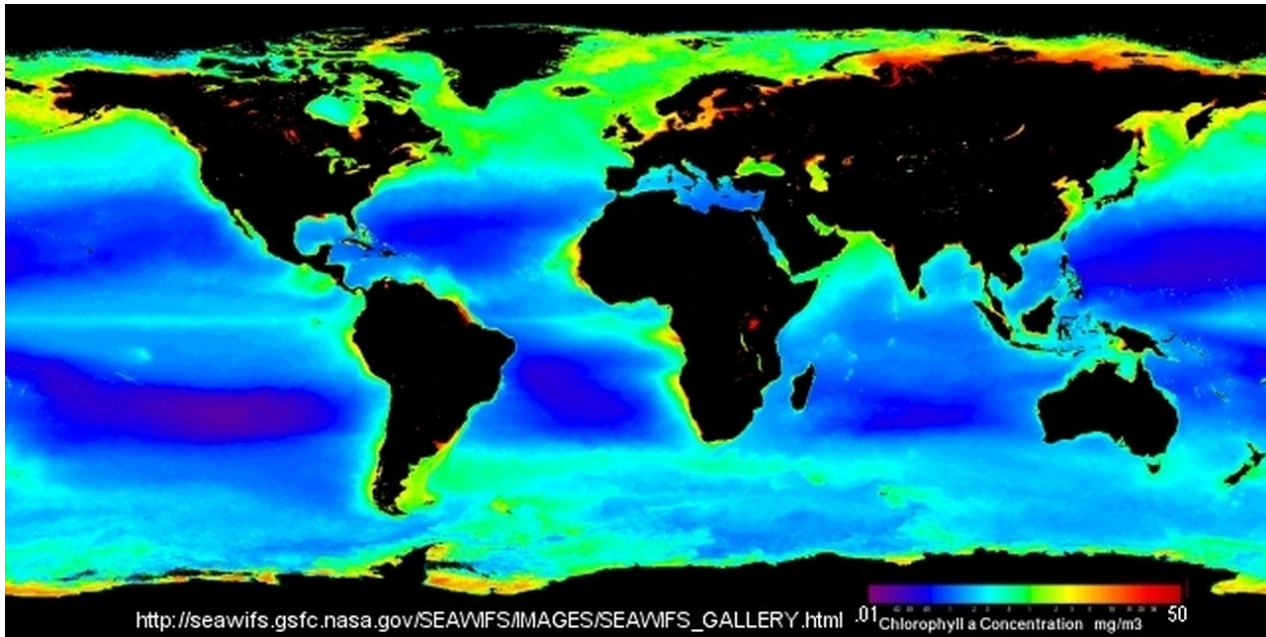 http://seawifs.gsfc.nasa.gov/SEAWIFS/IMAGES/SEAWIFS_GALLERY.html .01 50
Chlorophyll a Concentration mg/m3